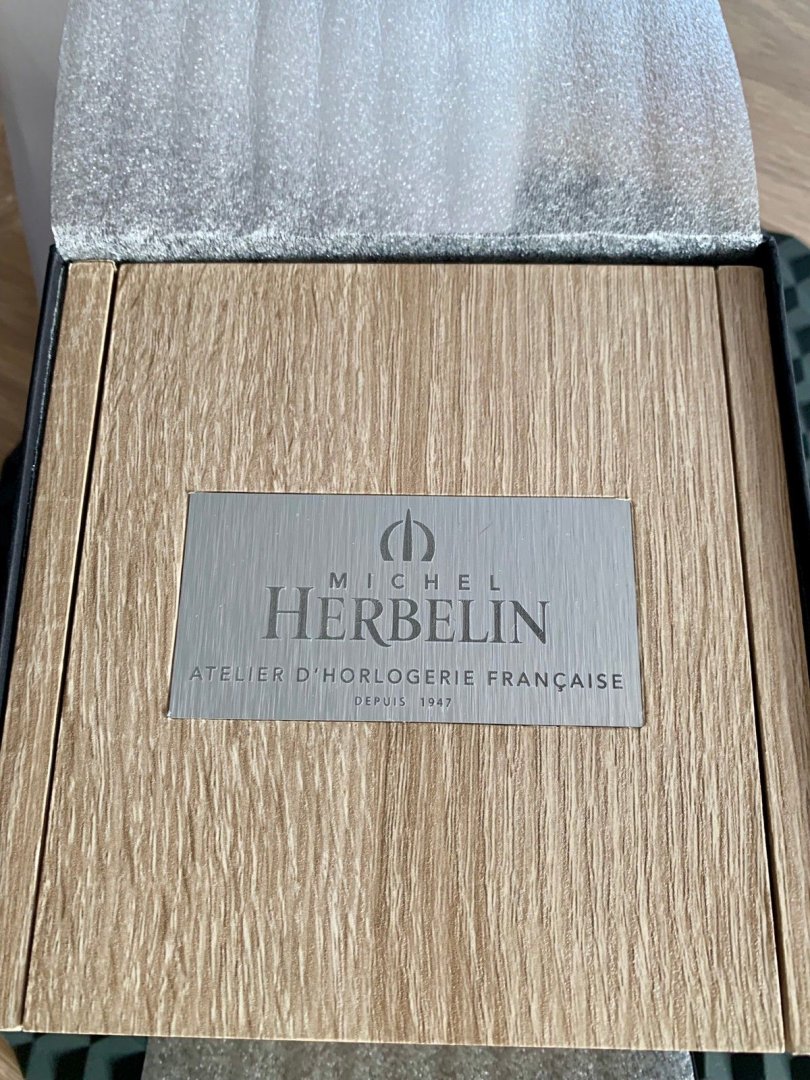 MICHEL
HERBELIN
ATELIER D'HORLOGERIE FRANÇAISE
DEPUIS 1947